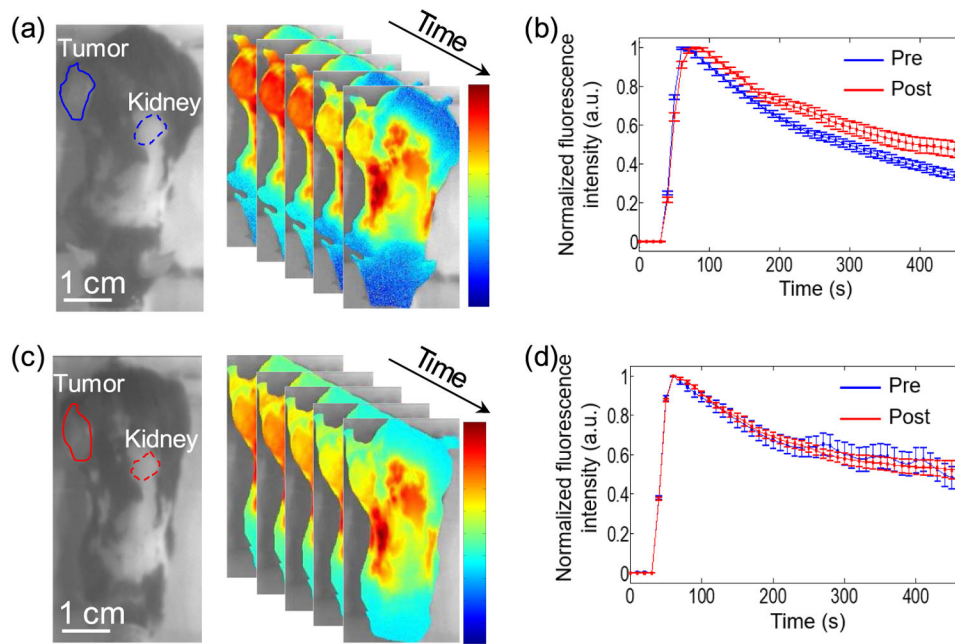 (a)
Tumor
Kidney
1 cm
Time
(b)
Normalized fluorescence
intensity (a.u.)
1
0.8
0.6
0.4
0.2
0
0 100 200 300 400
Time (s)
Pre
Post
(c)
Tumor
Kidney
1 cm
Time
(d)
Normalized fluorescence
intensity (a.u.)
1
0.8
0.6
0.4
0.2
0
0 100 200 300 400
Time (s)
Pre
Post